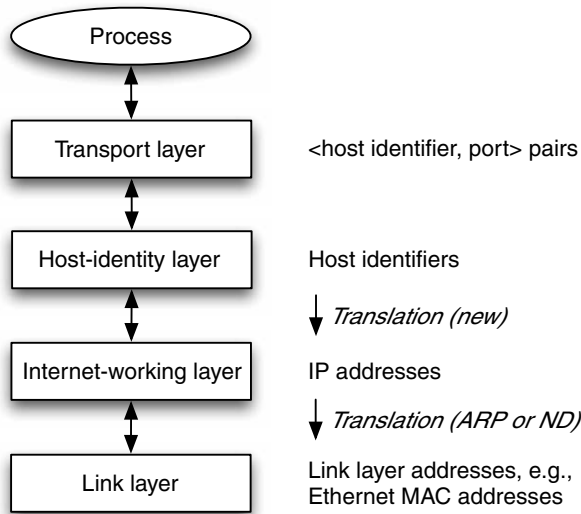 Process
Transport layer
<host identifier, port> pairs
Host-identity layer
Host identifiers
Translation (new)
Internet-working layer
IP addresses
Translation (ARP or ND)
Link layer
Link layer addresses, e.g.,
Ethernet MAC addresses